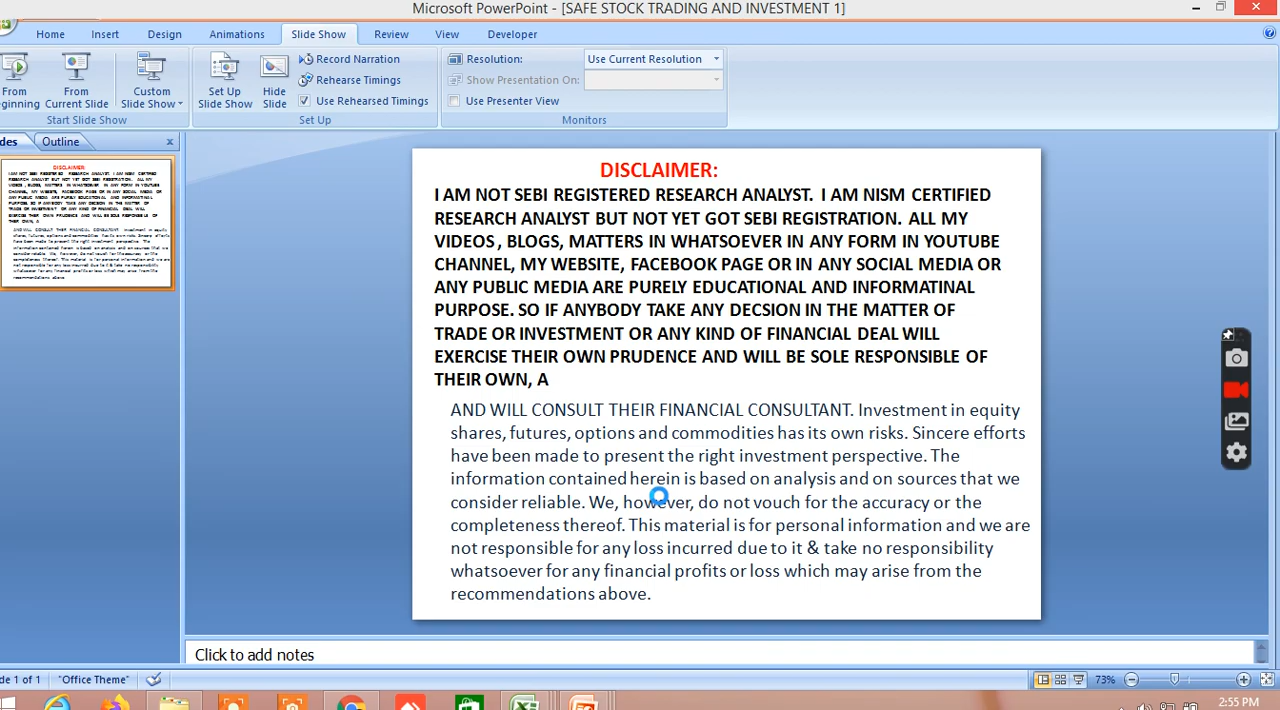 Microsoft PowerPoint - [SAFE STOCK TRADING AND INVESTMENT 1]
Home Insert Design Animations Slide Show Review View Developer
Record Narration
Rehearse Timings
Use Rehearsed Timings
From
ginning
From
Current Slide
Custom
Slide Show
Set Up
Slide Show
Hide
Slide
Resolution: Use Current Resolution
Show Presentation On:
Use Presenter View
Start Slide Show Set Up Monitors
des Outline x
DISCLAIMER:
I AM NOT SEBI REGISTERED RESEARCH ANALYST. I AM NISM CERTIFIED
RESEARCH ANALYST BUT NOT YET GOT SEBI REGISTRATION. ALL MY
VIDEOS , BLOGS, MATTERS IN WHATSOEVER IN ANY FORM IN YOUTUBE
CHANNEL, MY WEBSITE, FACEBOOK PAGE OR IN ANY SOCIAL MEDIA OR
ANY PUBLIC MEDIA ARE PURELY EDUCATIONAL AND INFORMATINAL
PURPOSE. SO IF ANYBODY TAKE ANY DECSION IN THE MATTER OF
TRADE OR INVESTMENT OR ANY KIND OF FINANCIAL DEAL WILL
EXERCISE THEIR OWN PRUDENCE AND WILL BE SOLE RESPONSIBLE OF
THEIR OWN, A
AND WILL CONSULT THEIR FINANCIAL CONSULTANT. Investment in equity
shares, futures, options and commodities has its own risks. Sincere efforts
have been made to present the right investment perspective. The
information contained herein is based on analysis and on sources that we
consider reliable. We, however, do not vouch for the accuracy or the
completeness thereof. This material is for personal information and we are
not responsible for any loss incurred due to it & take no responsibility
whatsoever for any financial profits or loss which may arise from the
recommendations above.
Click to add notes
de 1 of 1 "Office Theme" 73%
2:55 PM